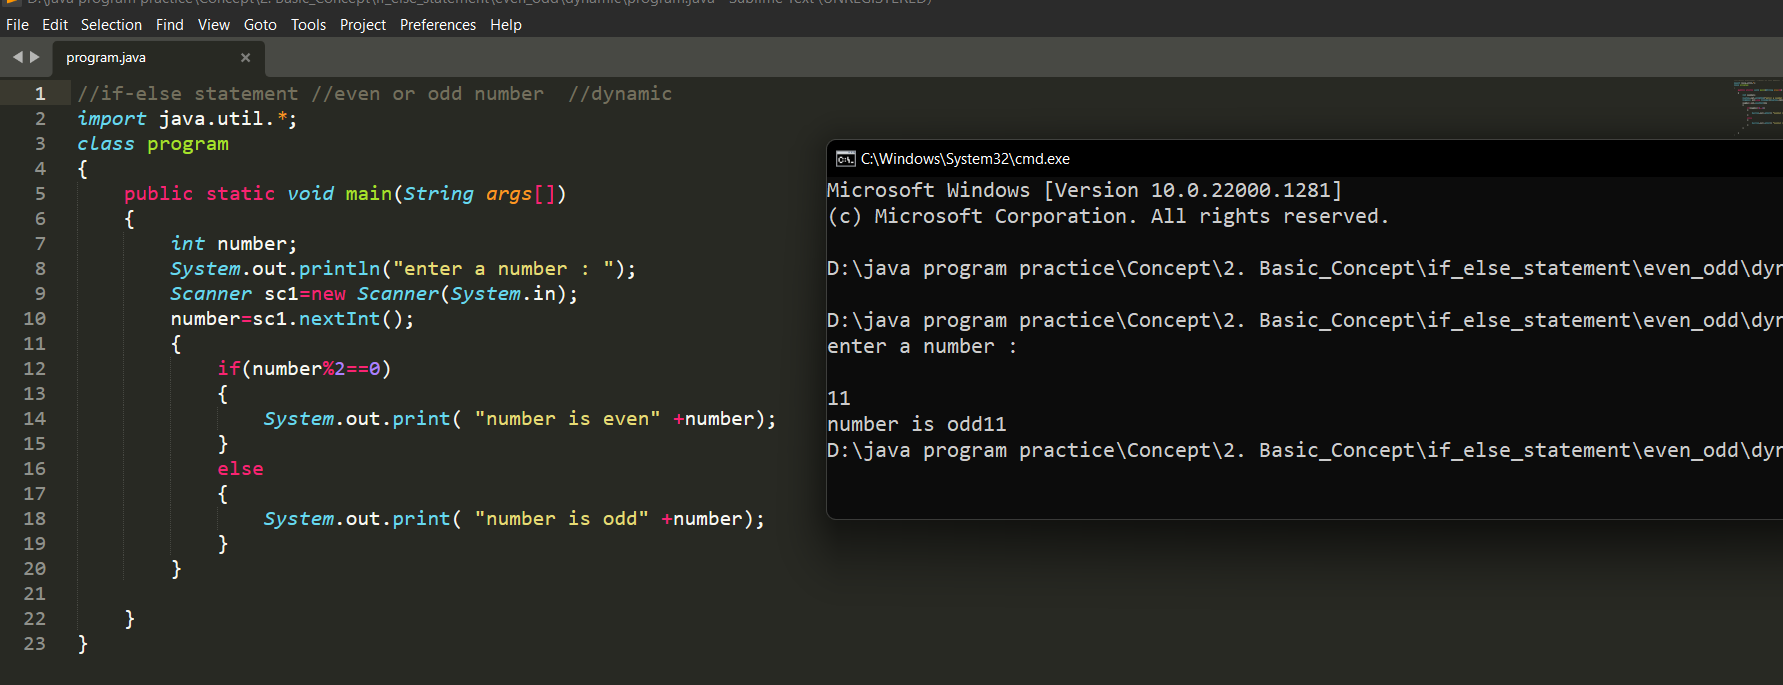 D:\java program practice\Concept\2. Basic_Concept\if_else_statement\even_odd\dynamic\program.java - Sublime Text (UNREGISTERED)
File Edit Selection Find View Goto Tools Project Preferences Help
program.java
1 //if-else statement //even or odd number  //dynamic
2 import java.util.*;
3 class program
4 {
5 public static void main(String args[])
6 {
7 int number;
8 System.out.println("enter a number : ");
9 Scanner sc1=new Scanner(System.in);
10 number=sc1.nextInt();
11 {
12 if(number%2==0)
13 {
14 System.out.print( "number is even" +number);
15 }
16 else
17 {
18 System.out.print( "number is odd" +number);
19 }
20 }
21
22 }
23 }
C:\Windows\System32\cmd.exe
Microsoft Windows [Version 10.0.22000.1281]
(c) Microsoft Corporation. All rights reserved.
D:\java program practice\Concept\2. Basic_Concept\if_else_statement\even_odd\dyn
D:\java program practice\Concept\2. Basic_Concept\if_else_statement\even_odd\dyn
enter a number :
11
number is odd11
D:\java program practice\Concept\2. Basic_Concept\if_else_statement\even_odd\dyn